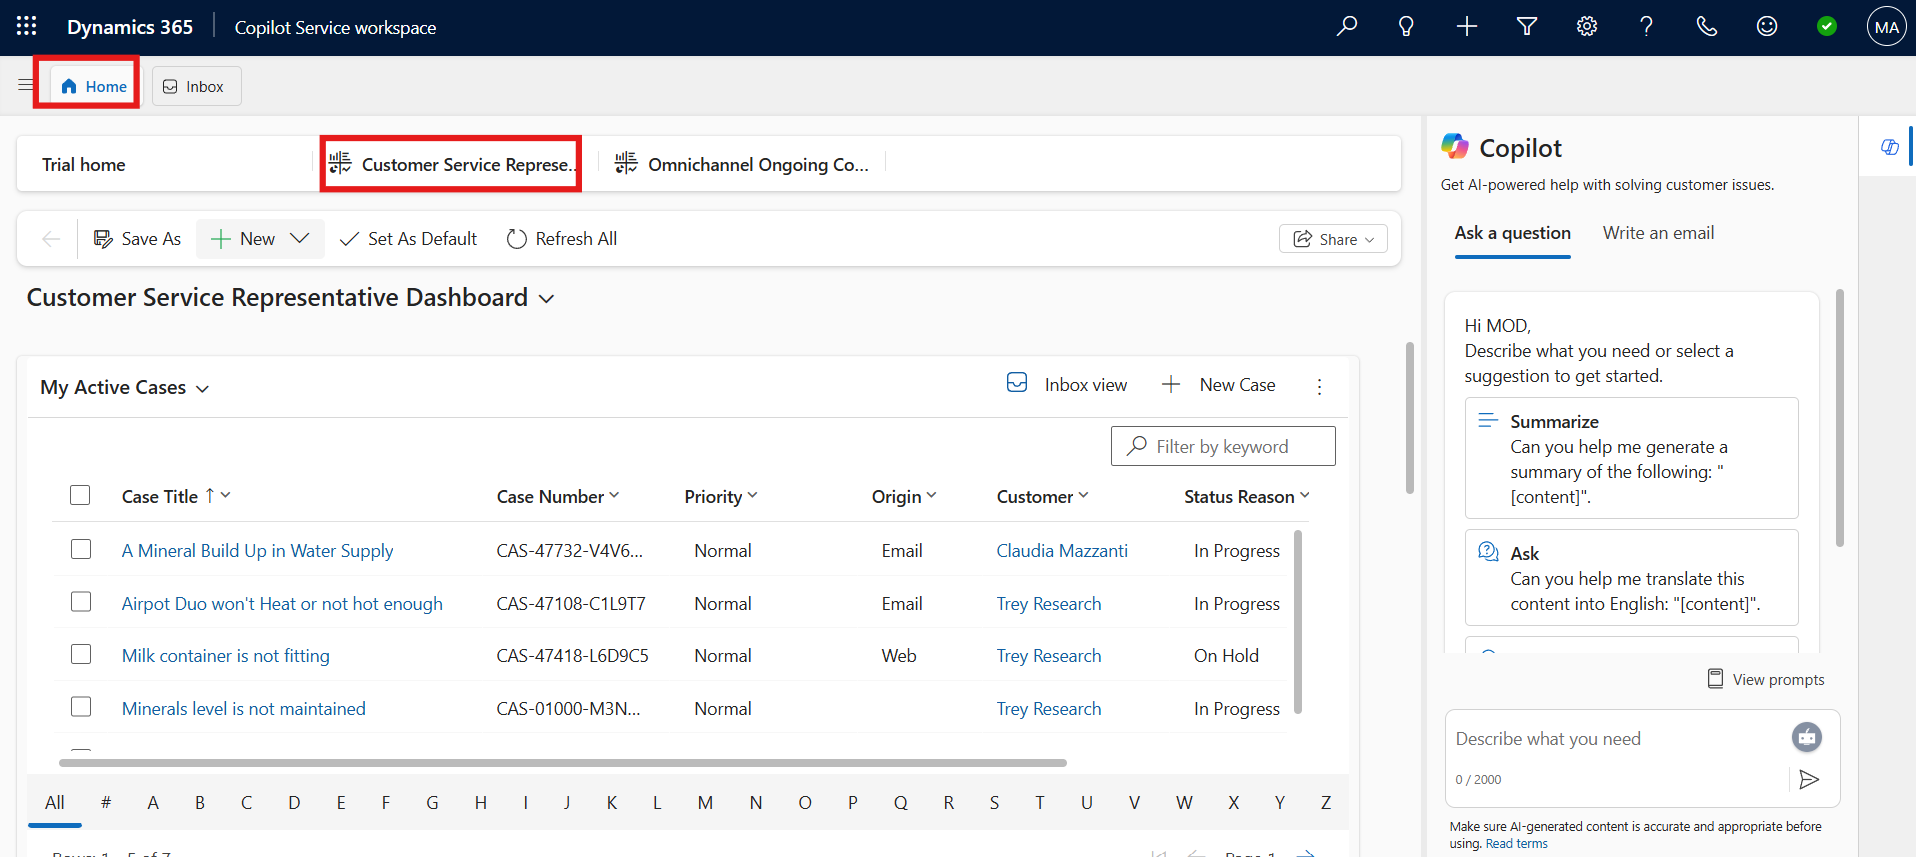 Dynamics 365 Copilot Service workspace MA
Home Inbox
Trial home Customer Service Represe... Omnichannel Ongoing Co...
Save As New Set As Default Refresh All Share
Customer Service Representative Dashboard
My Active Cases Inbox view New Case
Filter by keyword
Case Title Case Number Priority Origin Customer Status Reason
A Mineral Build Up in Water Supply CAS-47732-V4V6... Normal Email Claudia Mazzanti In Progress
Airpot Duo won't Heat or not hot enough CAS-47108-C1L9T7 Normal Email Trey Research In Progress
Milk container is not fitting CAS-47418-L6D9C5 Normal Web Trey Research On Hold
Minerals level is not maintained CAS-01000-M3N... Normal Trey Research In Progress
All # A B C D E F G H I J K L M N O P Q R S T U V W X Y Z
Rows: 1 - 5 of 7 Page 1
Copilot
Get AI-powered help with solving customer issues.
Ask a question Write an email
Hi MOD,
Describe what you need or select a
suggestion to get started.
Summarize
Can you help me generate a
summary of the following: "
[content]".
Ask
Can you help me translate this
content into English: "[content]".
View prompts
Describe what you need
0 / 2000
Make sure AI-generated content is accurate and appropriate before
using. Read terms